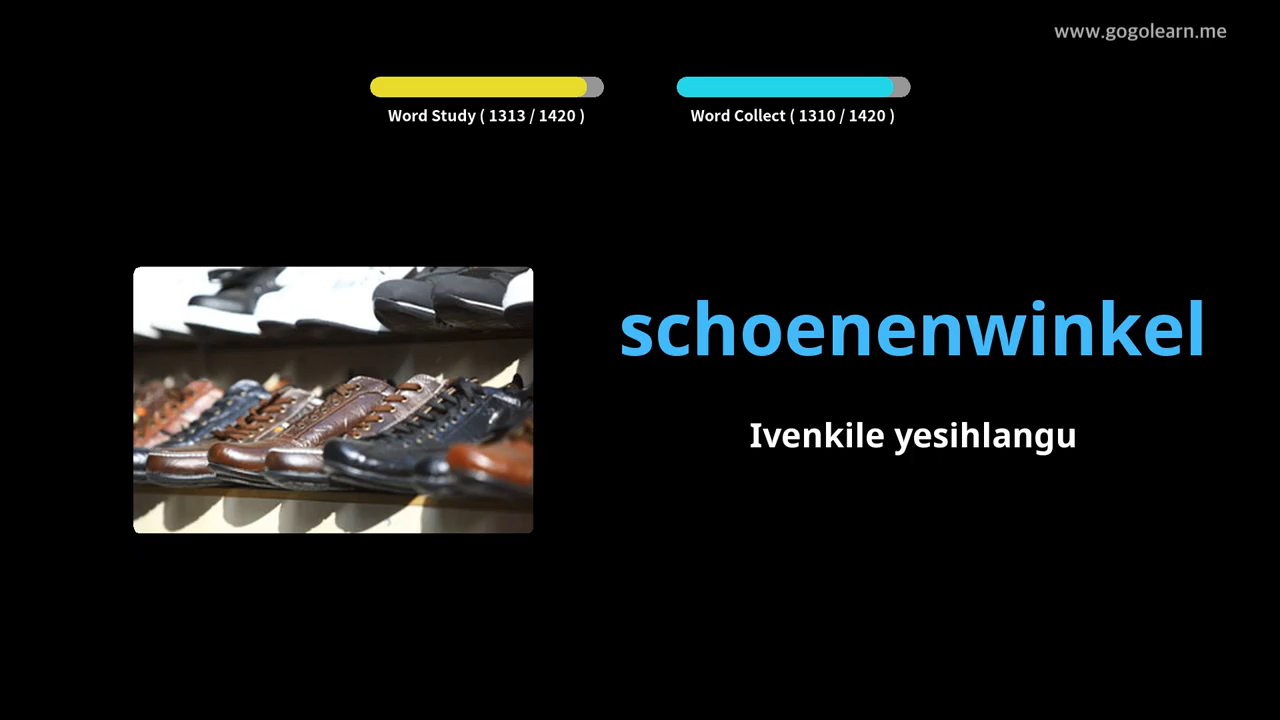 www.gogolearn.me
Word Study ( 1313 / 1420 )
Word Collect ( 1310 / 1420 )
schoenenwinkel
Ivenkile yesihlangu